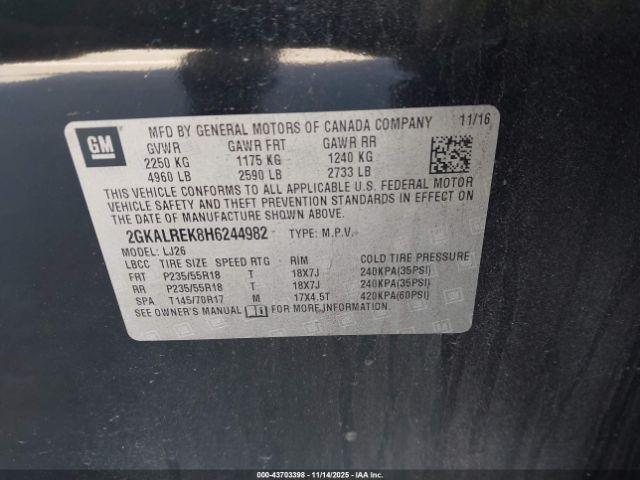 GM
MFD BY GENERAL MOTORS OF CANADA COMPANY 11/16
GVWR GAWR FRT GAWR RR
2250 KG 1175 KG 1240 KG
4960 LB 2590 LB 2733 LB
THIS VEHICLE CONFORMS TO ALL APPLICABLE U.S. FEDERAL MOTOR
VEHICLE SAFETY AND THEFT PREVENTION STANDARDS IN EFFECT ON
THE DATE OF MANUFACTURE SHOWN ABOVE.
2GKALREK8H6244982 TYPE: M.P.V.
MODEL: LJ26
LBCC TIRE SIZE SPEED RTG RIM COLD TIRE PRESSURE
FRT P235/55R18 T 18X7J 240KPA(35PSI)
RR P235/55R18 T 18X7J 240KPA(35PSI)
SPA T145/70R17 M 17X4.5T 420KPA(60PSI)
SEE OWNER'S MANUAL FOR MORE INFORMATION.
000-43703398 - 11/14/2025 - IAA, Inc.